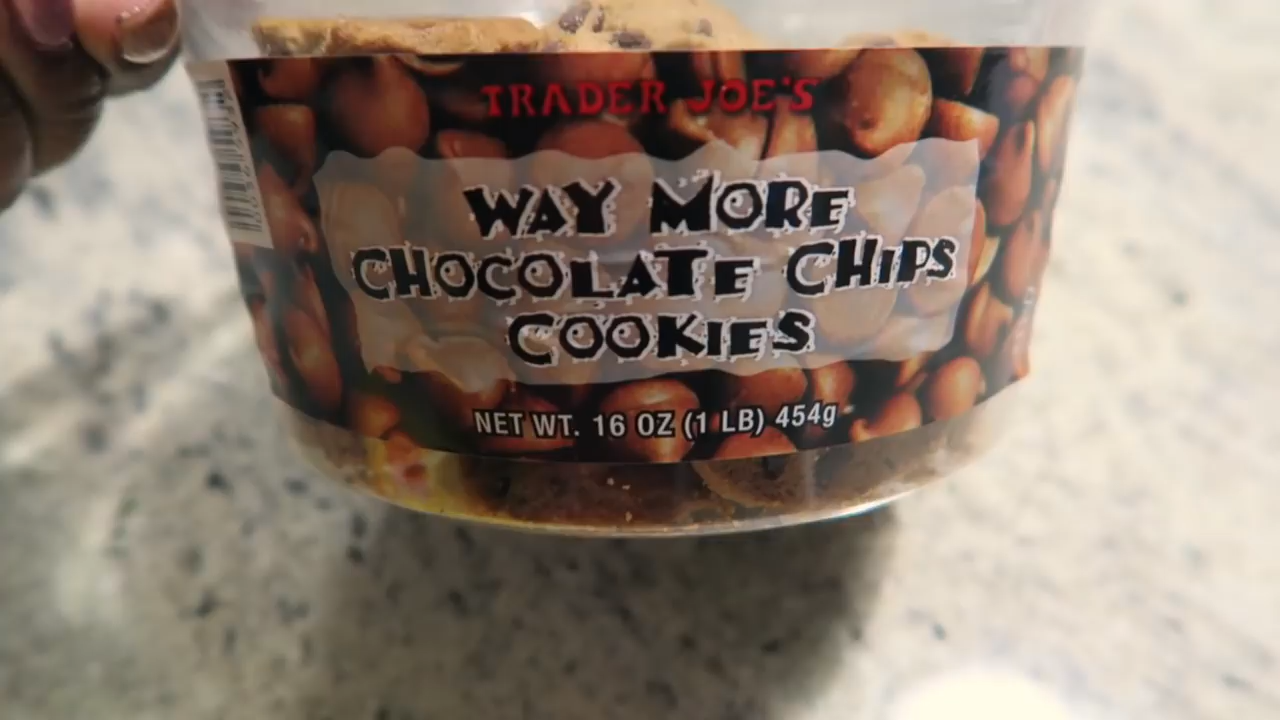 TRADER JOE'S
WAY MORE
CHOCOLATE CHIPS
COOKIES
NET WT. 16 OZ (1 LB) 454g